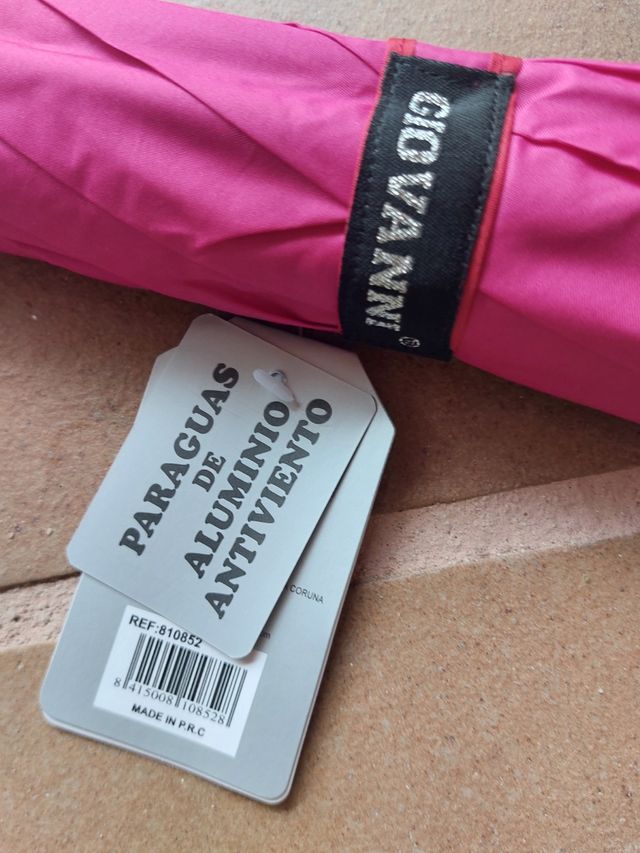 GIOVANNI
®
PARAGUAS
DE
ALUMINIO
ANTIVIENTO
CORUNA
REF:810852
8 415008 108528
MADE IN P.R.C